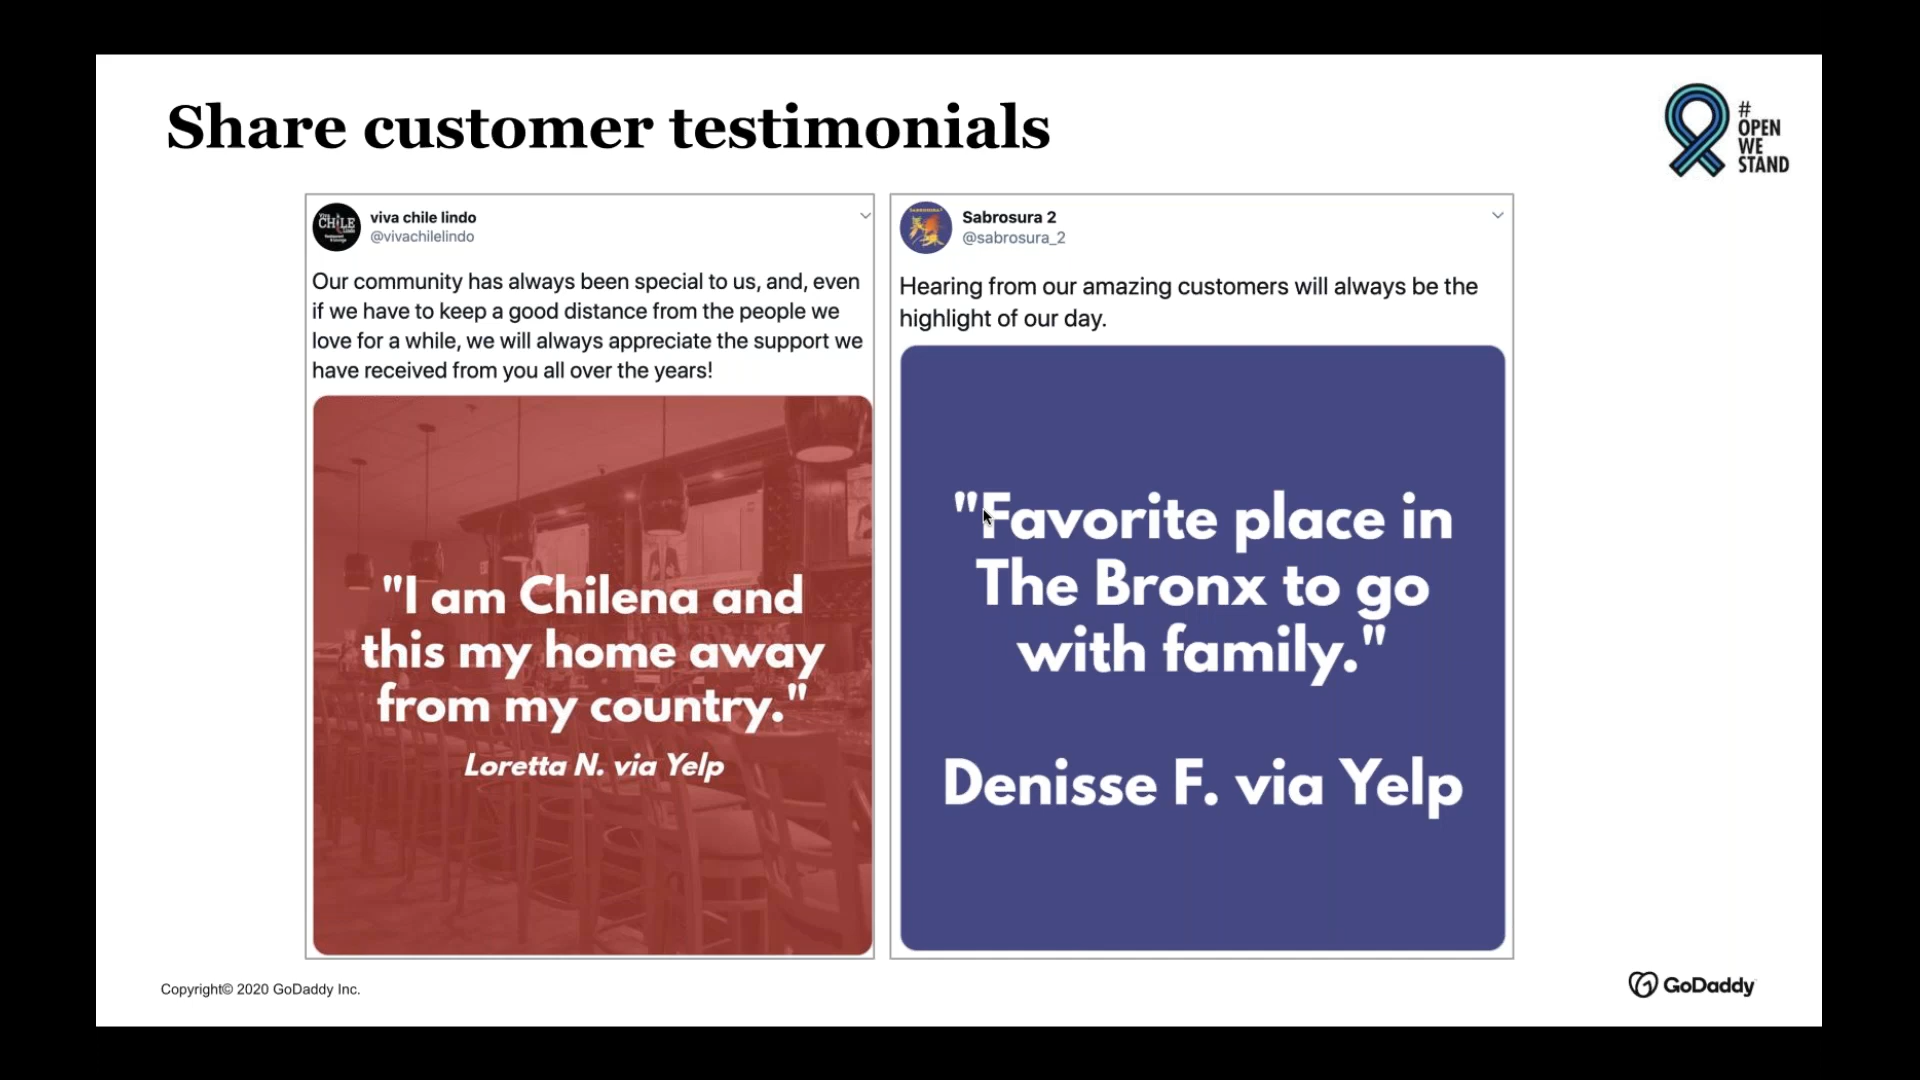 Share customer testimonials
#
OPEN
WE
STAND
viva chile lindo
@vivachilelindo
Our community has always been special to us, and, even
if we have to keep a good distance from the people we
love for a while, we will always appreciate the support we
have received from you all over the years!
"I am Chilena and
this my home away
from my country."
Loretta N. via Yelp
Sabrosura 2
@sabrosura_2
Hearing from our amazing customers will always be the
highlight of our day.
"Favorite place in
The Bronx to go
with family."
Denisse F. via Yelp
Copyright© 2020 GoDaddy Inc.
GoDaddy